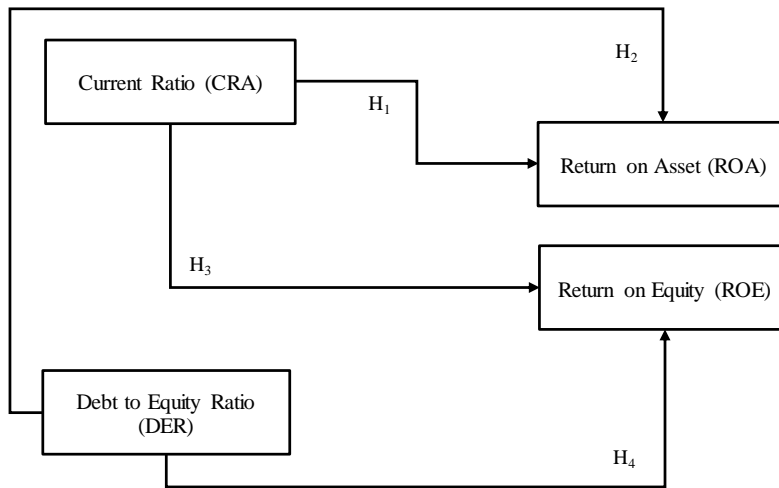 H2
Current Ratio (CRA)
H1
Return on Asset (ROA)
H3
Return on Equity (ROE)
Debt to Equity Ratio
(DER)
H4